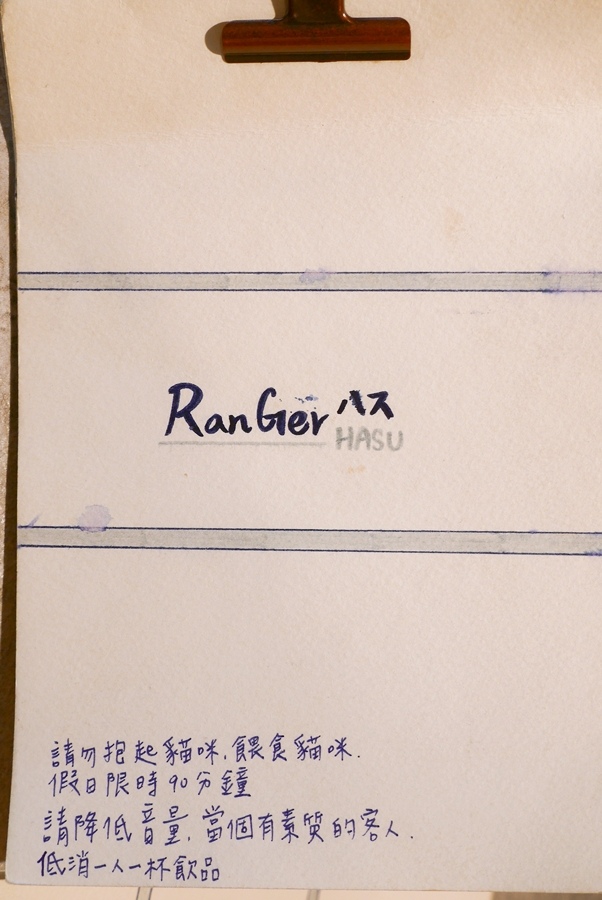 RanGer ハス
HASU
請勿抱起貓咪.餵食貓咪.
假日限時90分鐘
請降低音量.當個有素質的客人.
低消一人一杯飲品